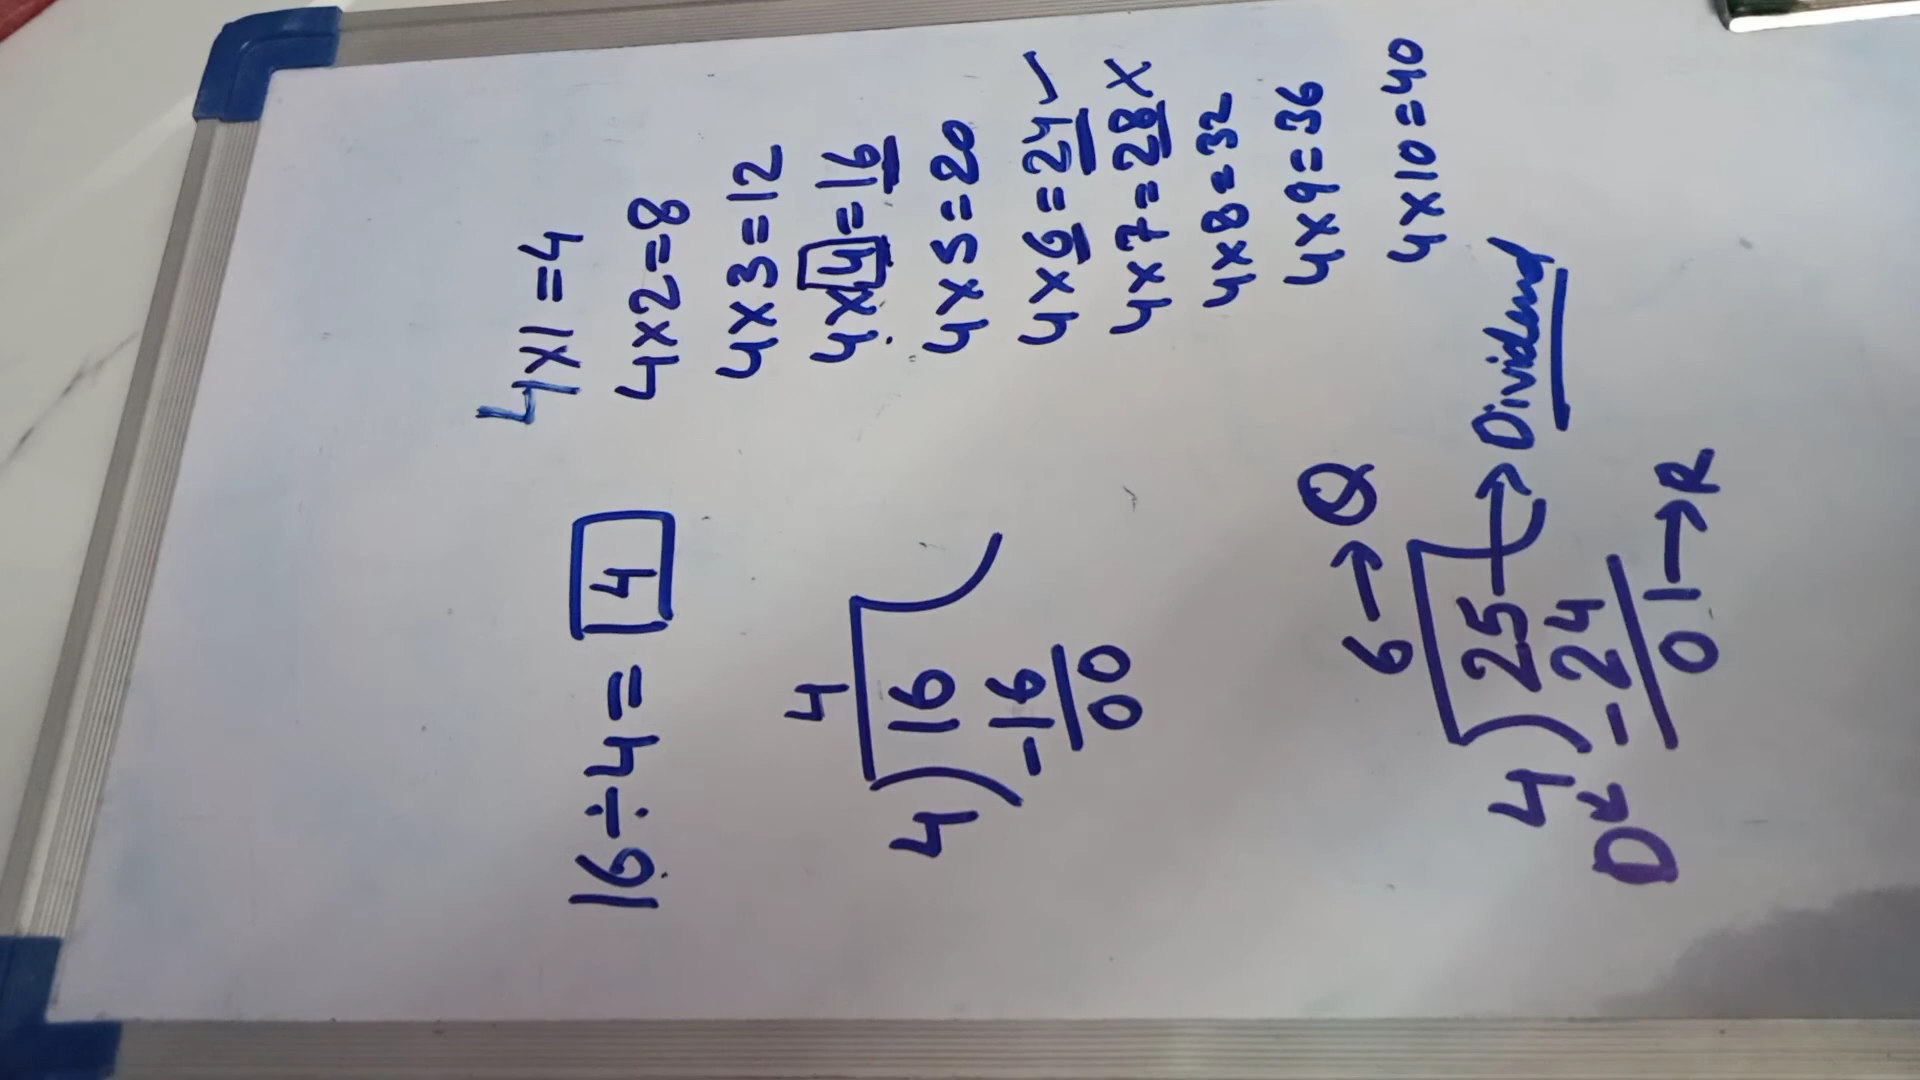 4x1=4
4x2=8
4x3=12
4x4=16
4x5=20
4x6=24 ✓
4x7=28 X
4x8=32
4x9=36
4x10=40
16÷4=4
4
4)16
-16
00
6→Q
4)25→Dividend
D -24
01→R